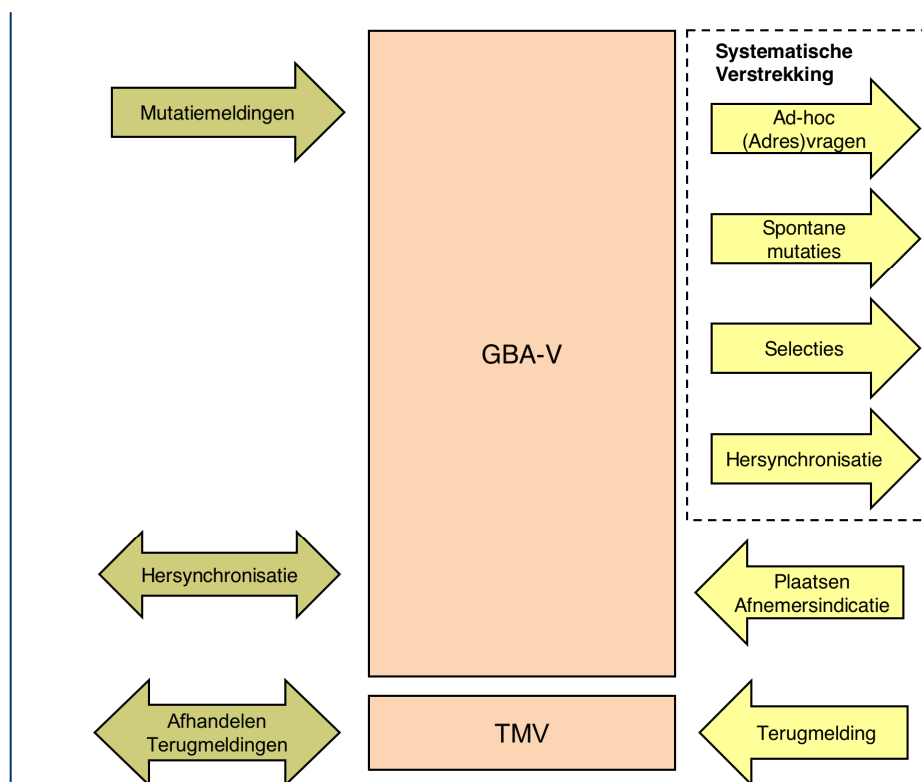 Systematische
Verstrekking
Mutatiemeldingen
Ad-hoc
(Adres)vragen
Spontane
mutaties
GBA-V
Selecties
Hersynchronisatie
Hersynchronisatie
Plaatsen
Afnemersindicatie
Afhandelen
Terugmeldingen
TMV
Terugmelding